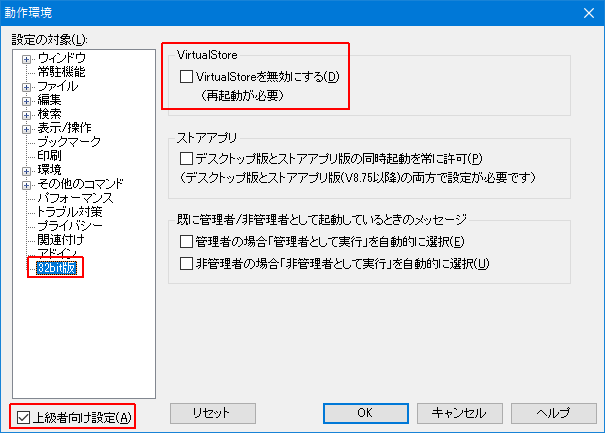 動作環境
設定の対象(L):
ウィンドウ
常駐機能
ファイル
編集
検索
表示/操作
ブックマーク
印刷
環境
その他のコマンド
パフォーマンス
トラブル対策
プライバシー
関連付け
アドイン
32bit版
上級者向け設定(A)
VirtualStore
VirtualStoreを無効にする(D)
(再起動が必要)
ストアアプリ
デスクトップ版とストアアプリ版の同時起動を常に許可(P)
(デスクトップ版とストアアプリ版(V8.75以降)の両方で設定が必要です)
既に管理者/非管理者として起動しているときのメッセージ
管理者の場合「管理者として実行」を自動的に選択(E)
非管理者の場合「非管理者として実行」を自動的に選択(U)
リセット
OK
キャンセル
ヘルプ